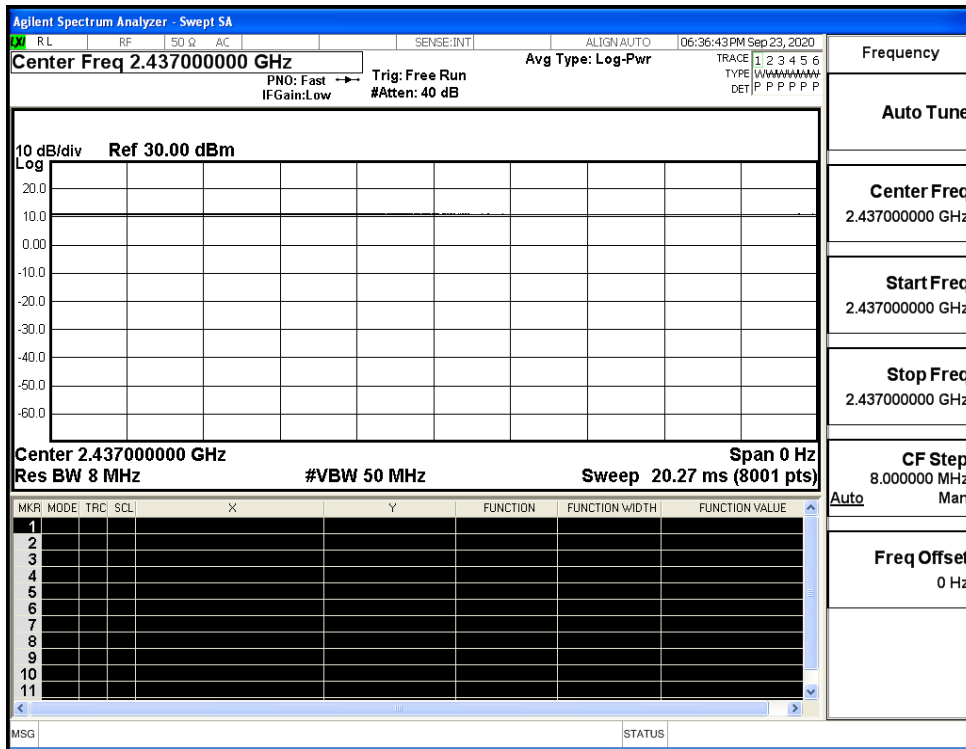 Agilent Spectrum Analyzer - Swept SA
LXI RL RF 50 Ω AC SENSE:INT ALIGNAUTO 06:36:43 PM Sep 23, 2020
Center Freq 2.437000000 GHz
PNO: Fast
IFGain:Low
Trig: Free Run
#Atten: 40 dB
Avg Type: Log-Pwr
TRACE 1 2 3 4 5 6
TYPE WWWWWW
DET P P P P P P
10 dB/div Ref 30.00 dBm
Log
20.0
10.0
0.00
-10.0
-20.0
-30.0
-40.0
-50.0
-60.0
Center 2.437000000 GHz Span 0 Hz
Res BW 8 MHz #VBW 50 MHz Sweep 20.27 ms (8001 pts)
MKR MODE TRC SCL X Y FUNCTION FUNCTION WIDTH FUNCTION VALUE
1
2
3
4
5
6
7
8
9
10
11
MSG STATUS
Frequency
Auto Tune
Center Freq
2.437000000 GHz
Start Freq
2.437000000 GHz
Stop Freq
2.437000000 GHz
CF Step
8.000000 MHz
Auto Man
Freq Offset
0 Hz